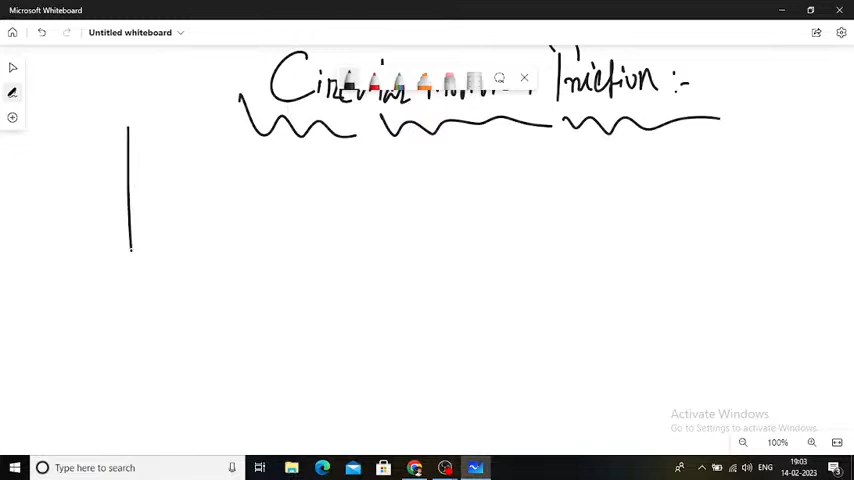 Microsoft Whiteboard
Untitled whiteboard
Friction :-
Activate Windows
Go to Settings to activate Windows.
100%
Type here to search
ENG
19:03
14-02-2023
3